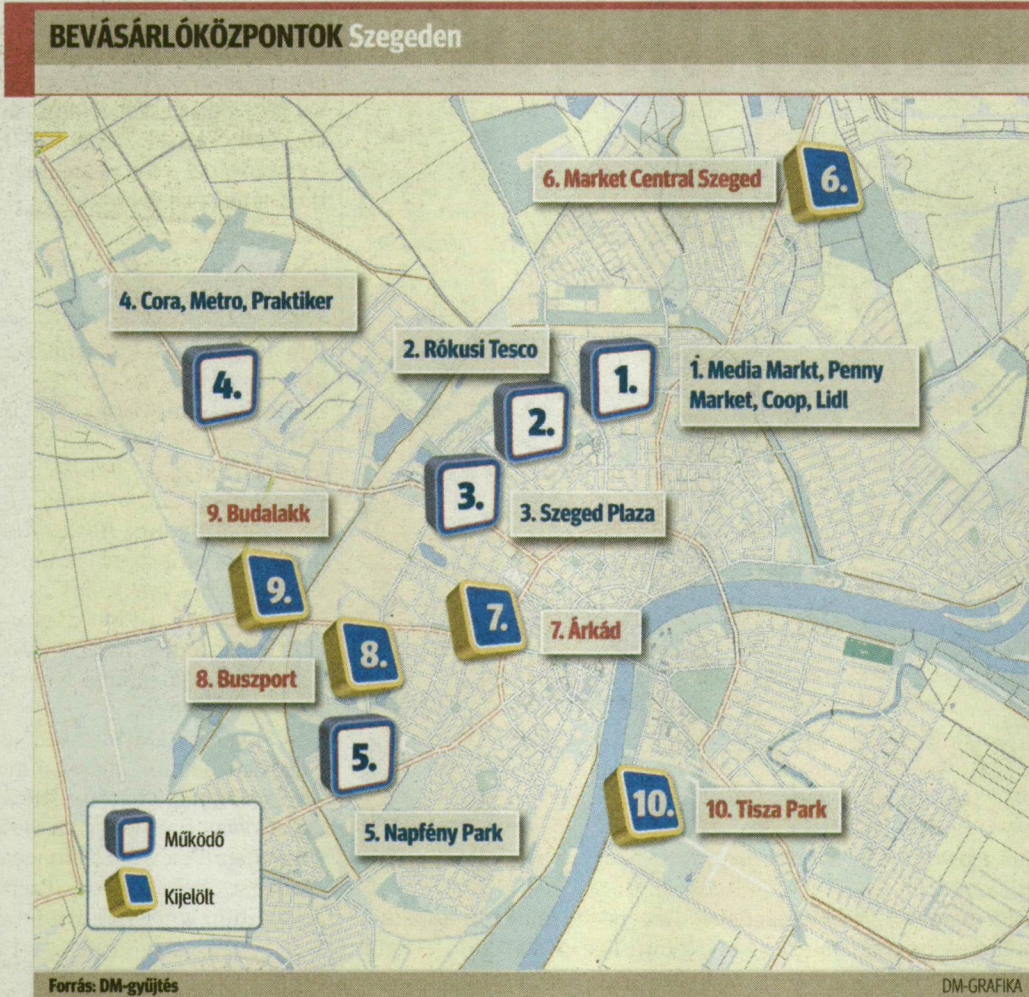 BEVÁSÁRLÓKÖZPONTOK Szegeden
6. Market Central Szeged
6.
4. Cora, Metro, Praktiker
4.
2. Rókusi Tesco
2.
1.
1. Media Markt, Penny
Market, Coop, Lidl
3.
3. Szeged Plaza
9. Budalakk
9.
7.
7. Árkád
8.
8. Buszport
5.
5. Napfény Park
10.
10. Tisza Park
Működő
Kijelölt
Forrás: DM-gyűjtés
DM-GRAFIKA